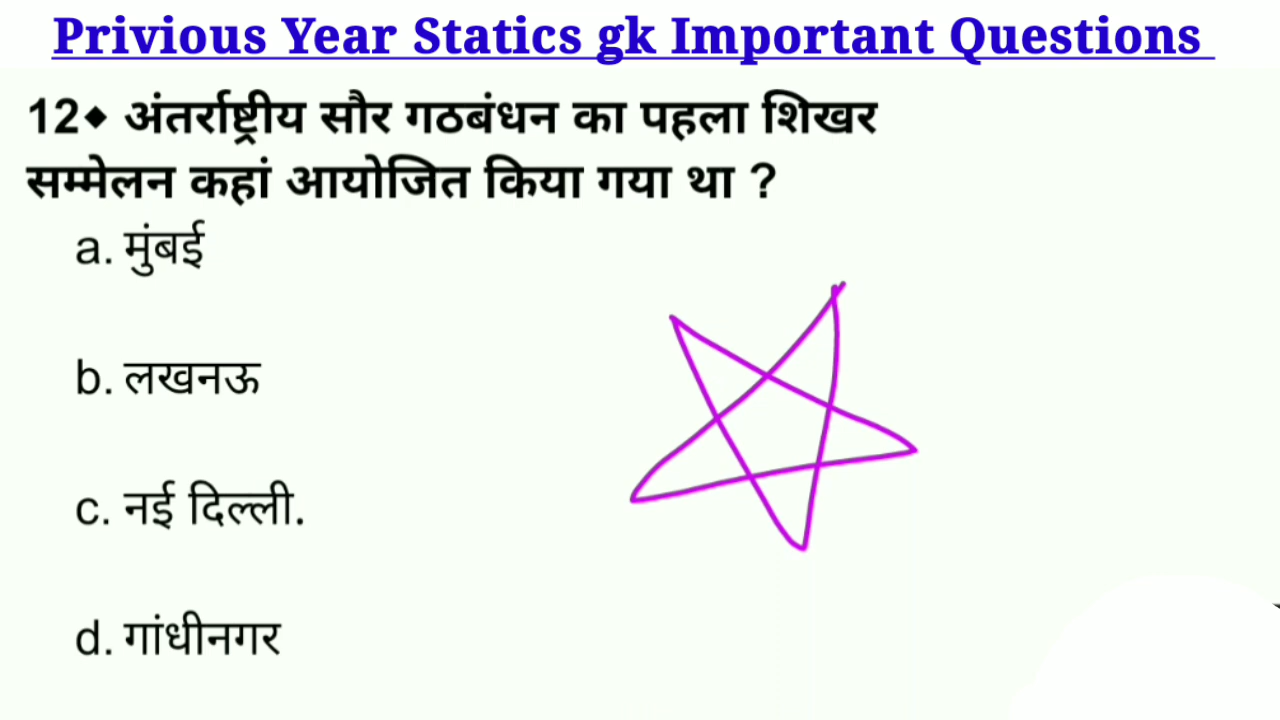 Privious Year Statics gk Important Questions
12◆ अंतर्राष्ट्रीय सौर गठबंधन का पहला शिखर
सम्मेलन कहां आयोजित किया गया था ?
a. मुंबई
b. लखनऊ
c. नई दिल्ली.
d. गांधीनगर